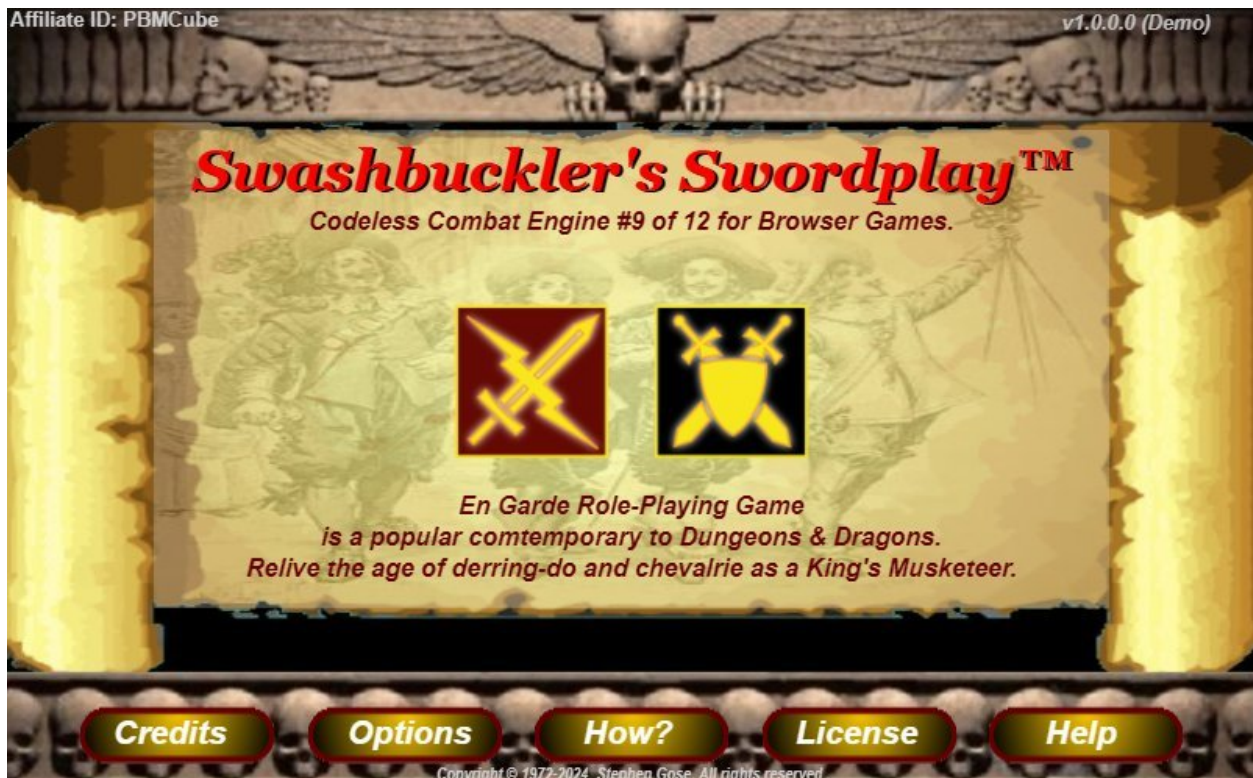 Affiliate ID: PBMCube
v1.0.0.0 (Demo)
Swashbuckler's Swordplay™
Codeless Combat Engine #9 of 12 for Browser Games.
En Garde Role-Playing Game
is a popular comtemporary to Dungeons & Dragons.
Relive the age of derring-do and chevalrie as a King's Musketeer.
Credits
Options
How?
License
Help
Copyright © 1972-2024, Stephen Gose. All rights reserved